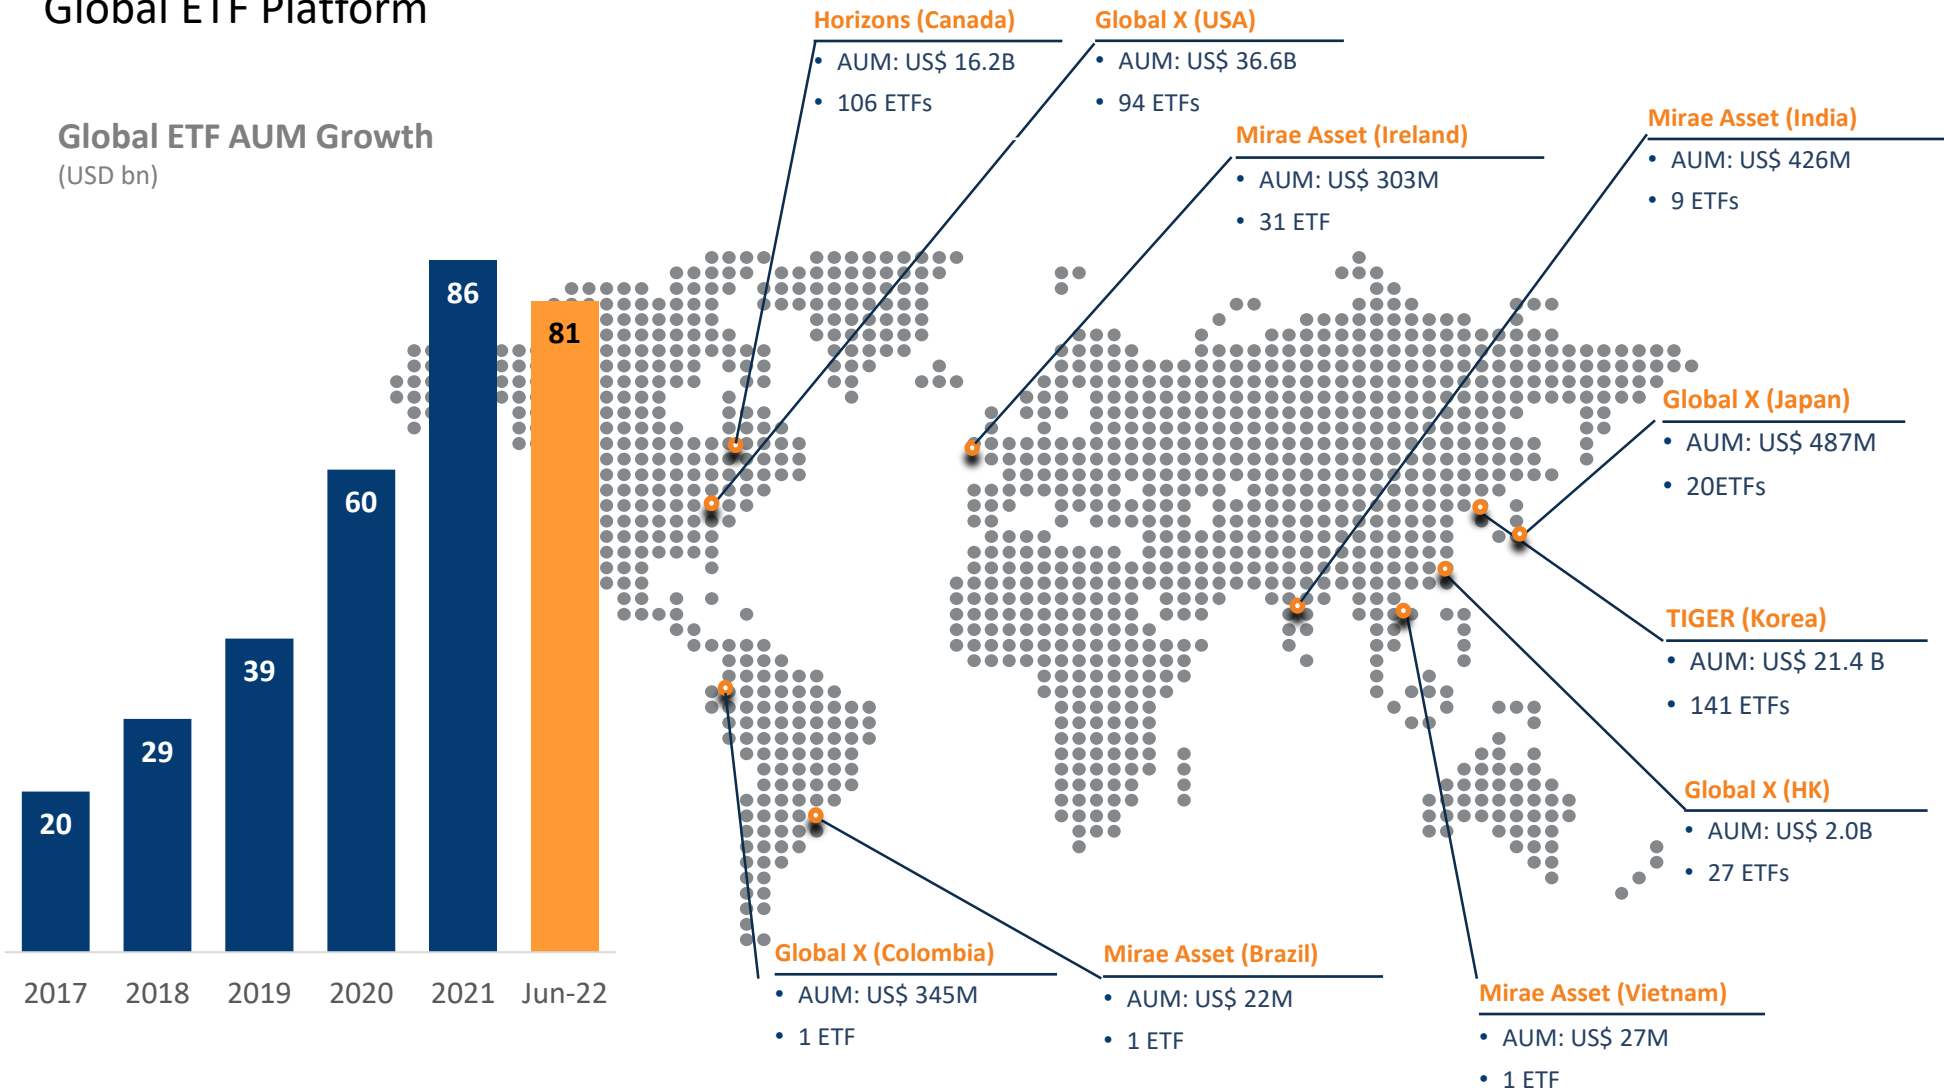 Global ETF Platform
Global ETF AUM Growth
(USD bn)
20
29
39
60
86
81
2017
2018
2019
2020
2021
Jun-22
Horizons (Canada)
• AUM: US$ 16.2B
• 106 ETFs
Global X (USA)
• AUM: US$ 36.6B
• 94 ETFs
Mirae Asset (Ireland)
• AUM: US$ 303M
• 31 ETF
Mirae Asset (India)
• AUM: US$ 426M
• 9 ETFs
Global X (Japan)
• AUM: US$ 487M
• 20ETFs
TIGER (Korea)
• AUM: US$ 21.4 B
• 141 ETFs
Global X (HK)
• AUM: US$ 2.0B
• 27 ETFs
Global X (Colombia)
• AUM: US$ 345M
• 1 ETF
Mirae Asset (Brazil)
• AUM: US$ 22M
• 1 ETF
Mirae Asset (Vietnam)
• AUM: US$ 27M
• 1 ETF